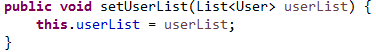 public void setUserList(List<User> userList) {
    this.userList = userList;
}